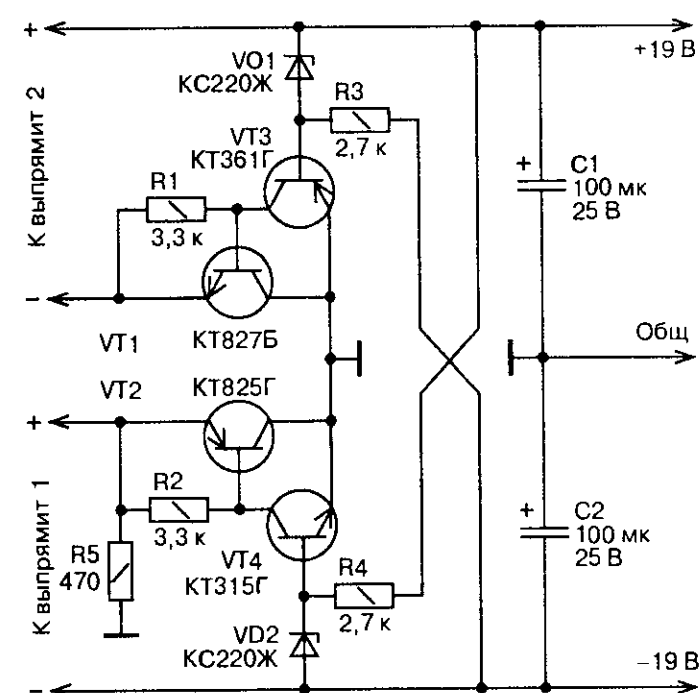 +
+19 В
VO1
КС220Ж
R3
2,7 к
VT3
КТ361Г
К выпрямит 2
R1
3,3 к
+
C1
100 мк
25 В
-
VT1
КТ827Б
Общ
VT2
КТ825Г
+
К выпрямит 1
R2
3,3 к
R5
470
VT4
КТ315Г
R4
2,7 к
+
C2
100 мк
25 В
VD2
КС220Ж
-
−19 В